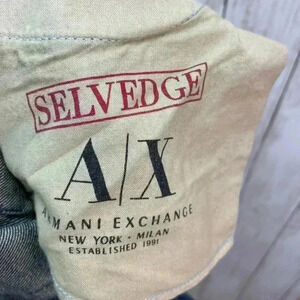 SELVEDGE
A|X
ARMANI EXCHANGE
NEW YORK • MILAN
ESTABLISHED 1991